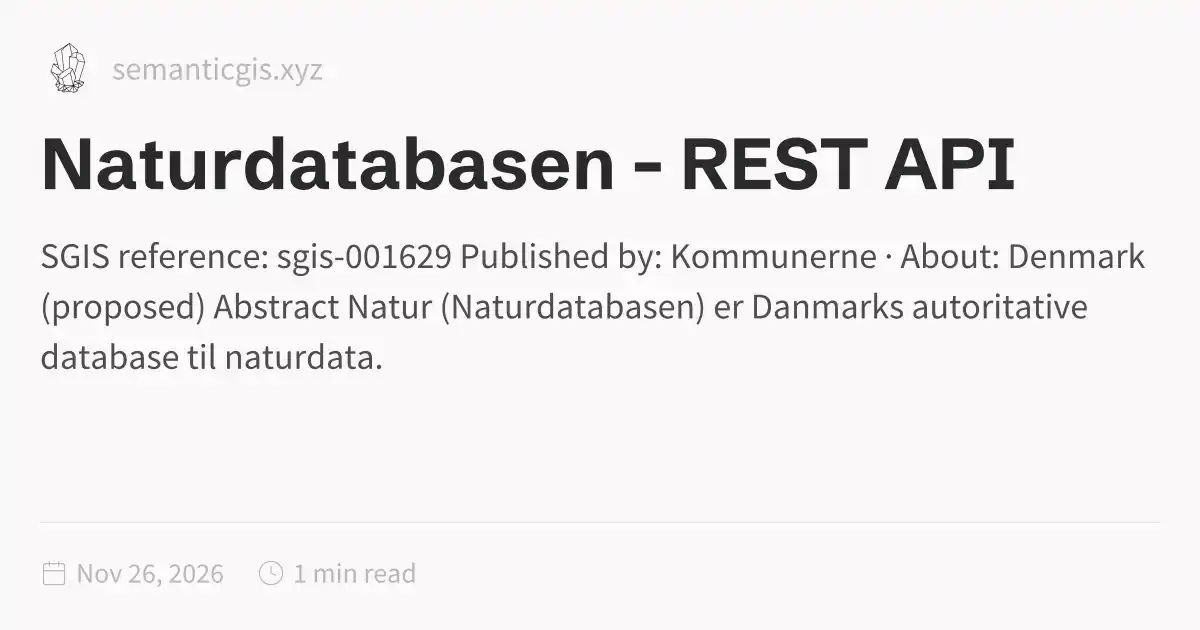 semanticgis.xyz
Naturdatabasen - REST API
SGIS reference: sgis-001629 Published by: Kommunerne · About: Denmark
(proposed) Abstract Natur (Naturdatabasen) er Danmarks autoritative
database til naturdata.
Nov 26, 2026 1 min read